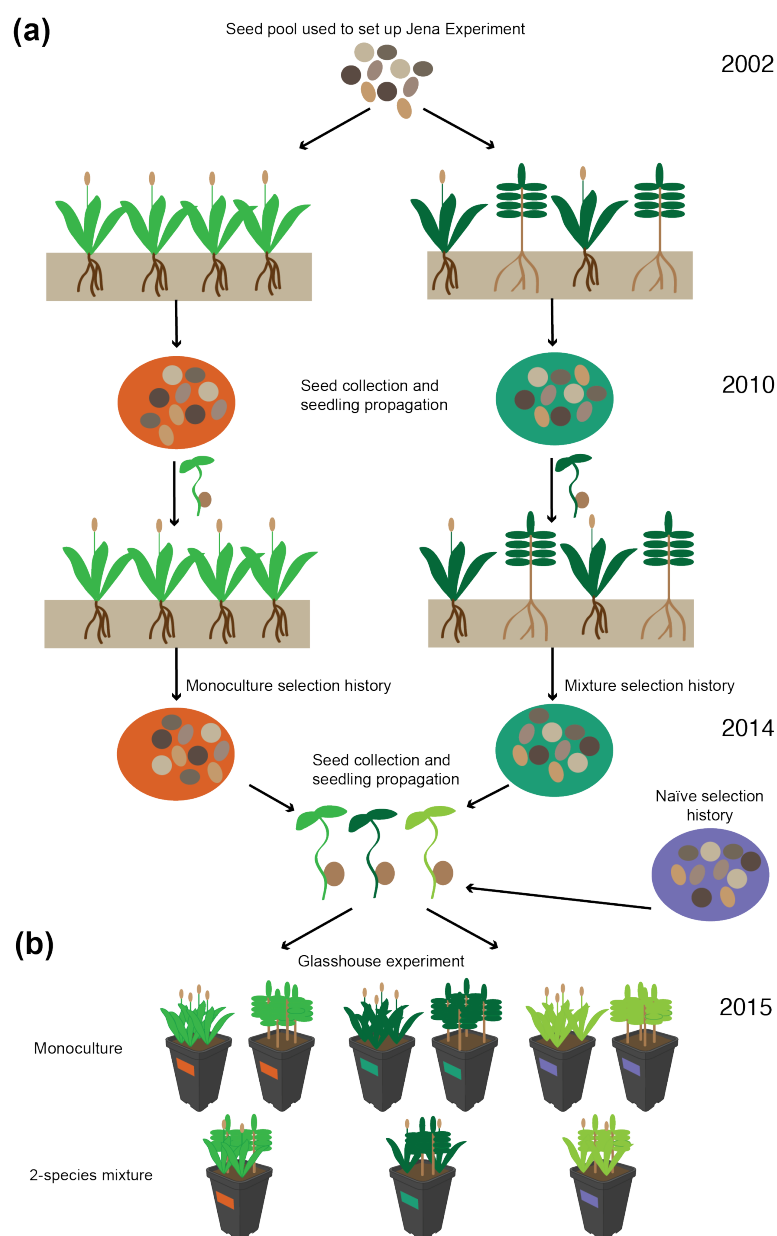 (a)
Seed pool used to set up Jena Experiment
2002
Seed collection and
seedling propagation
2010
Monoculture selection history
Mixture selection history
2014
Seed collection and
seedling propagation
Naïve selection
history
(b)
Glasshouse experiment
2015
Monoculture
2-species mixture